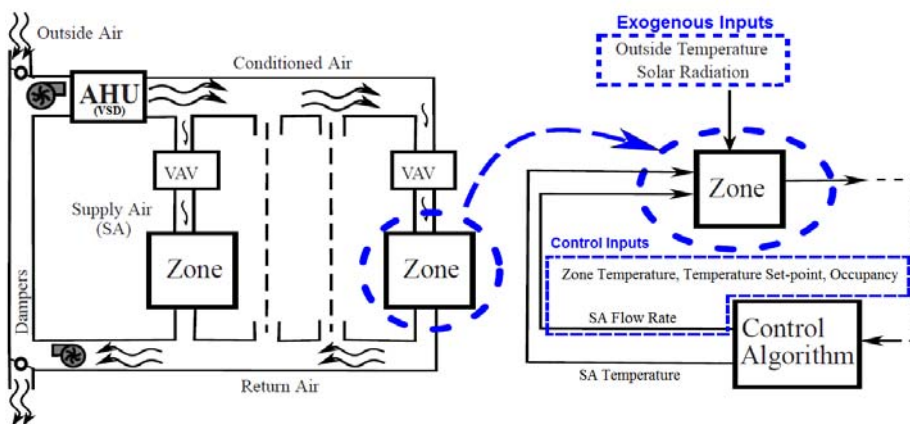 Outside Air
AHU
(VSD)
Conditioned Air
VAV
VAV
Supply Air
(SA)
Zone
Zone
Dampers
Return Air
Exogenous Inputs
Outside Temperature
Solar Radiation
Zone
Control Inputs
Zone Temperature, Temperature Set-point, Occupancy
SA Flow Rate
SA Temperature
Control
Algorithm